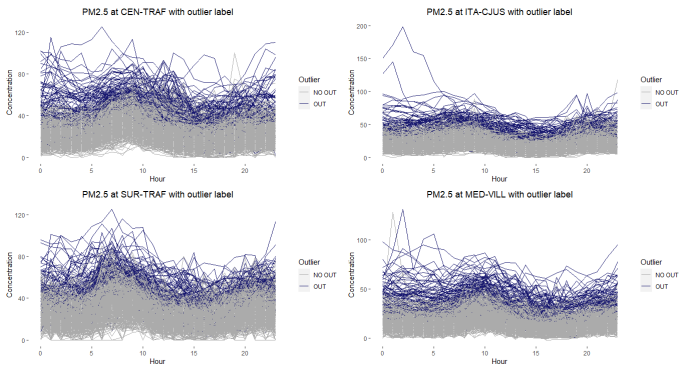 PM2.5 at CEN-TRAF with outlier label
Concentration
120
80
40
0
0
5
10
15
20
Hour
Outlier
NO OUT
OUT
PM2.5 at ITA-CJUS with outlier label
Concentration
200
150
100
50
0
0
5
10
15
20
Hour
Outlier
NO OUT
OUT
PM2.5 at SUR-TRAF with outlier label
Concentration
120
80
40
0
0
5
10
15
20
Hour
Outlier
NO OUT
OUT
PM2.5 at MED-VILL with outlier label
Concentration
100
50
0
0
5
10
15
20
Hour
Outlier
NO OUT
OUT